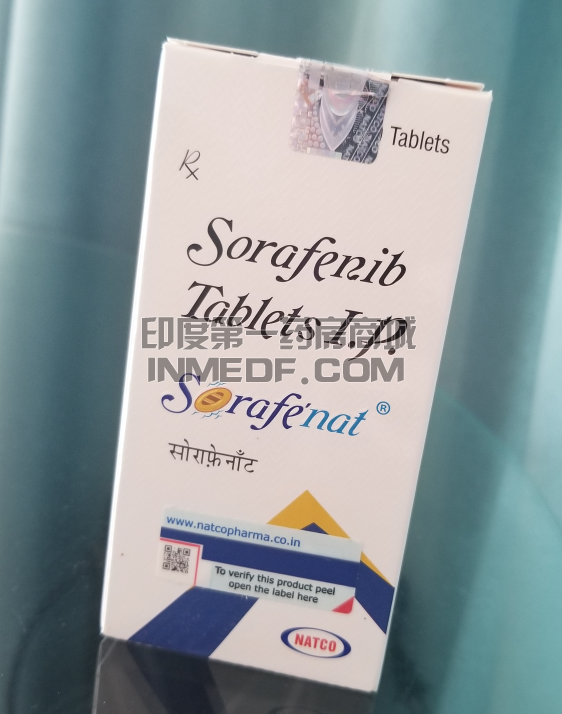 Tablets
Rx
Sorafenib
Tablets I.P.
印度第一药房商城
INMEDF.COM
Sorafenat®
सोराफ़ेनॉट
www.natcopharma.co.in
To verify this product peel
open the label here
NATCO